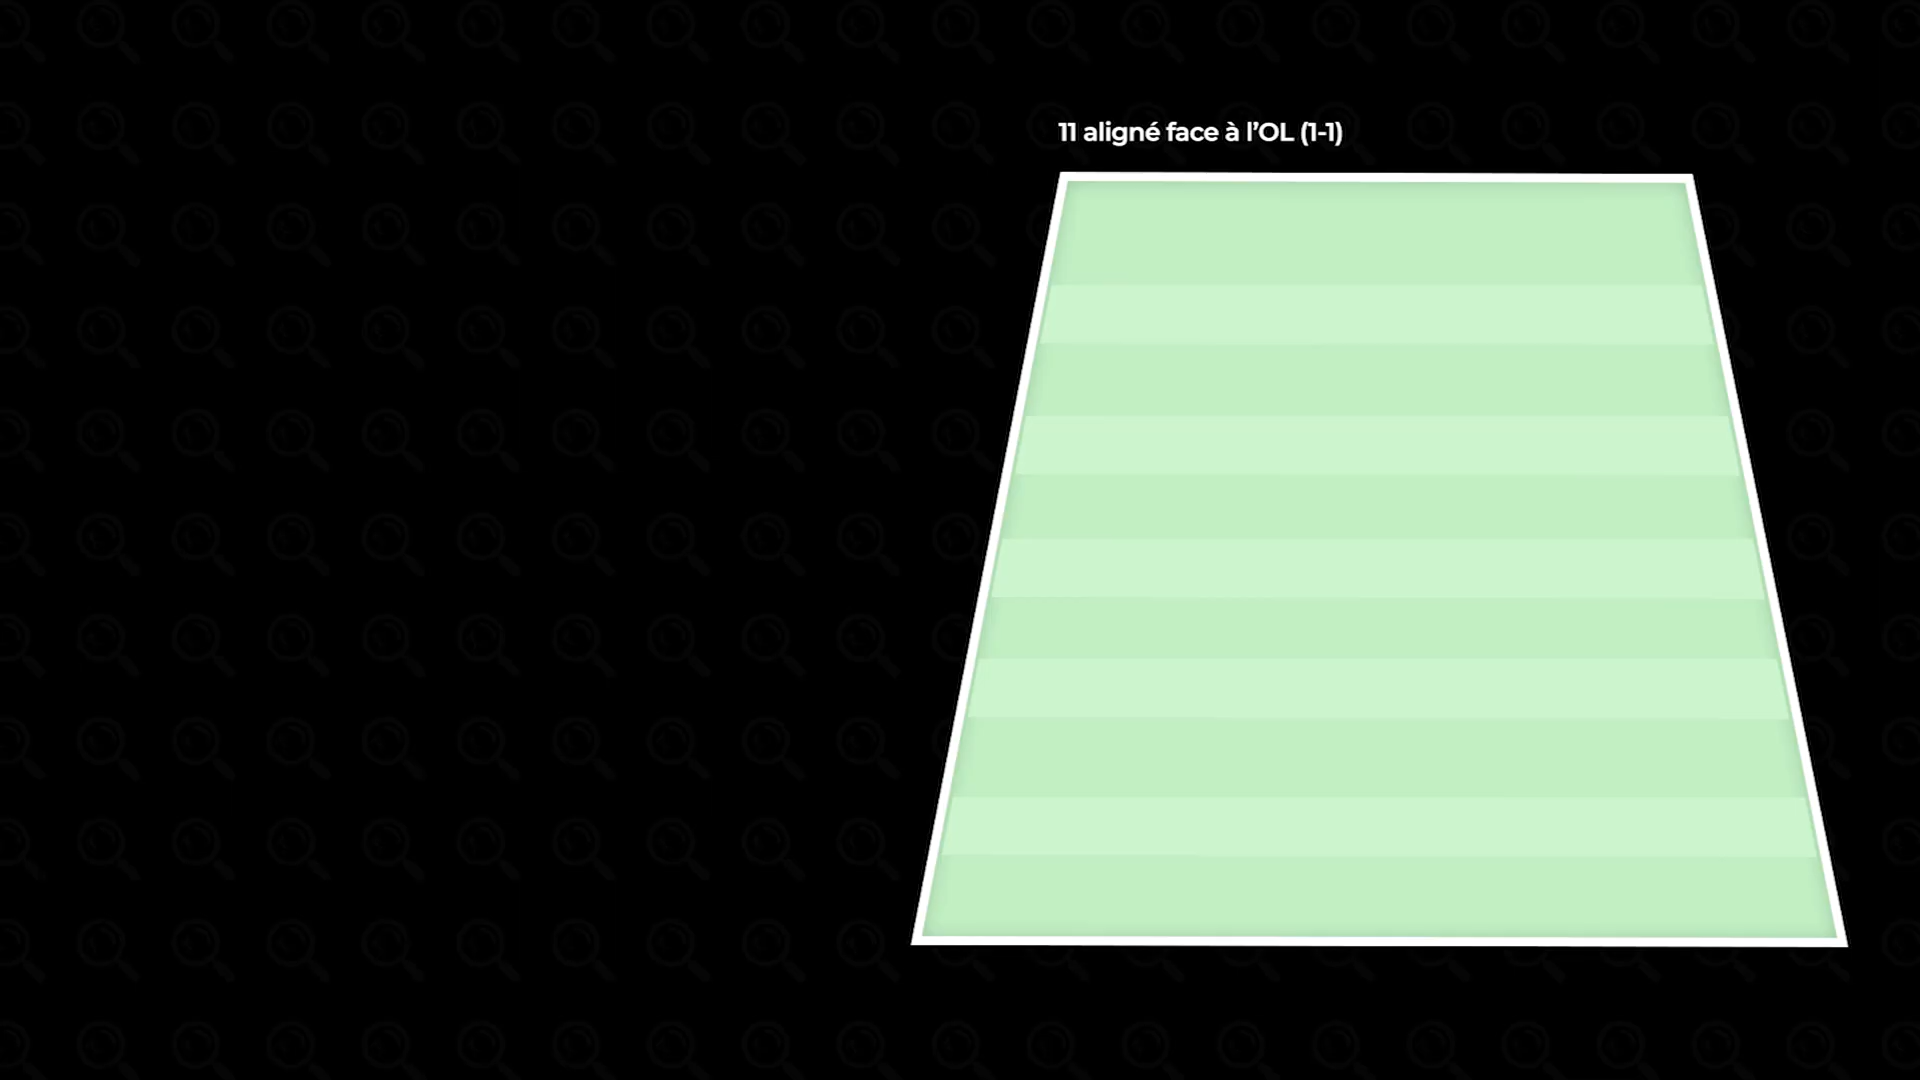 11 aligné face à l’OL (1-1)